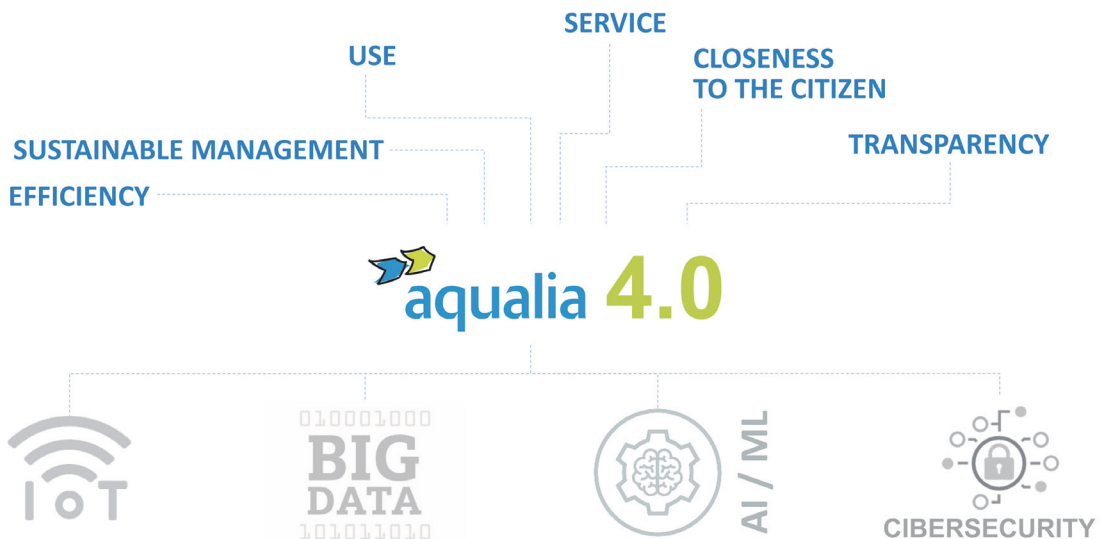 SERVICE
USE
CLOSENESS
TO THE CITIZEN
SUSTAINABLE MANAGEMENT
TRANSPARENCY
EFFICIENCY
aqualia 4.0
IoT
010001000
BIG
DATA
101011010
AI / ML
CIBERSECURITY